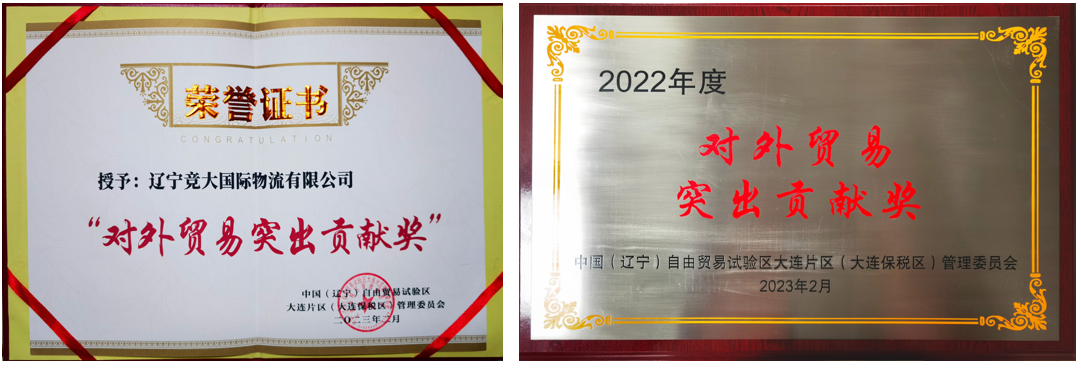 荣誉证书
CONGRATULATION
授予：辽宁竞大国际物流有限公司
“对外贸易突出贡献奖”
中国（辽宁）自由贸易试验区
大连片区（大连保税区）管理委员会
二〇二三年二月
2022年度
对外贸易
突出贡献奖
中国（辽宁）自由贸易试验区大连片区（大连保税区）管理委员会
2023年2月